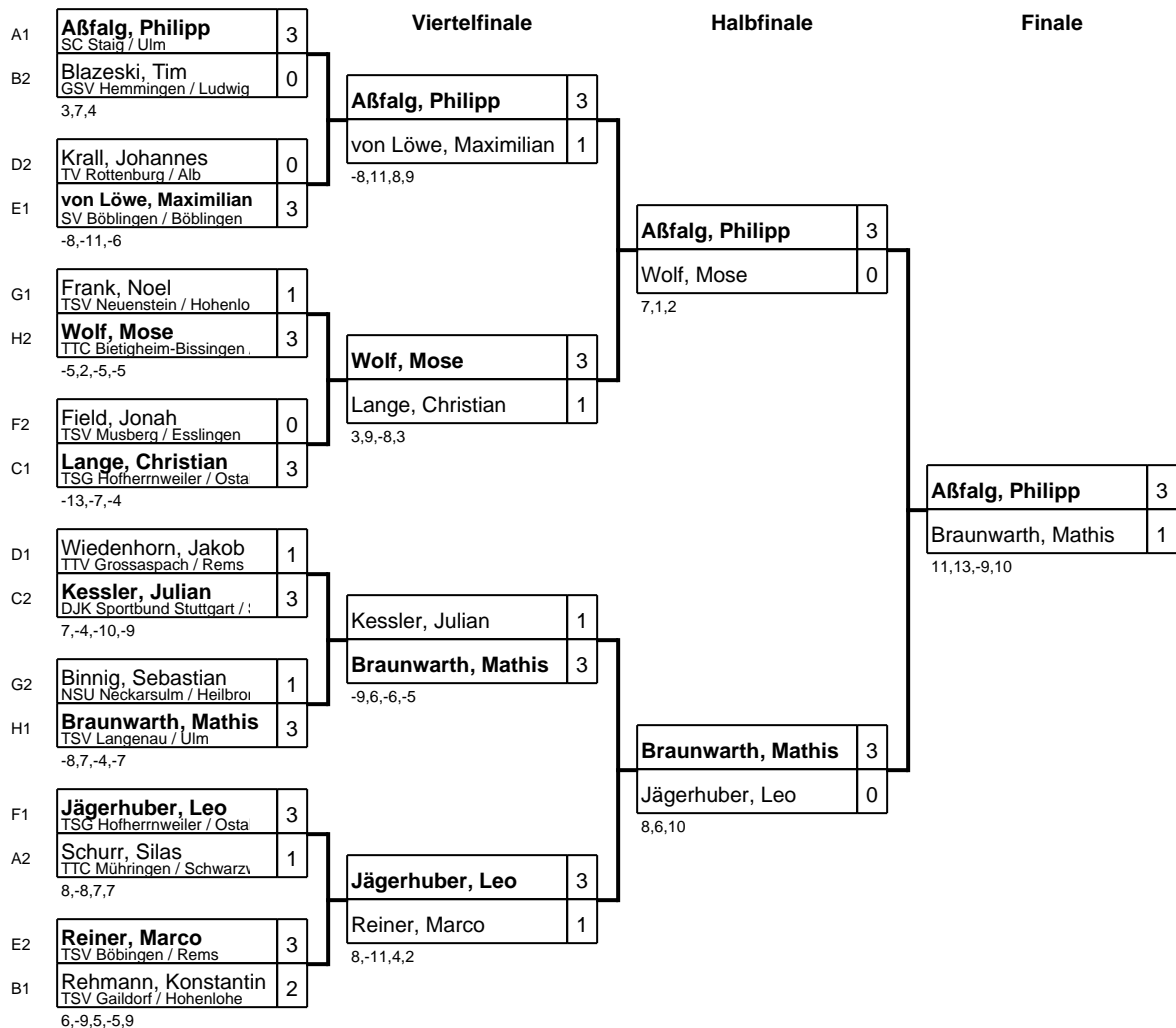 Viertelfinale
Halbfinale
Finale
A1 Aßfalg, Philipp 3
SC Staig / Ulm
B2 Blazeski, Tim 0
GSV Hemmingen / Ludwig
3,7,4
D2 Krall, Johannes 0
TV Rottenburg / Alb
E1 von Löwe, Maximilian 3
SV Böblingen / Böblingen
-8,-11,-6
G1 Frank, Noel 1
TSV Neuenstein / Hohenlo
H2 Wolf, Mose 3
TTC Bietigheim-Bissingen
-5,2,-5,-5
F2 Field, Jonah 0
TSV Musberg / Esslingen
C1 Lange, Christian 3
TSG Hofherrnweiler / Osta
-13,-7,-4
D1 Wiedenhorn, Jakob 1
TTV Grossaspach / Rems
C2 Kessler, Julian 3
DJK Sportbund Stuttgart /
7,-4,-10,-9
G2 Binnig, Sebastian 1
NSU Neckarsulm / Heilbro
H1 Braunwarth, Mathis 3
TSV Langenau / Ulm
-8,7,-4,-7
F1 Jägerhuber, Leo 3
TSG Hofherrnweiler / Osta
A2 Schurr, Silas 1
TTC Mühringen / Schwarz
8,-8,7,7
E2 Reiner, Marco 3
TSV Böbingen / Rems
B1 Rehmann, Konstantin 2
TSV Gaildorf / Hohenlohe
6,-9,5,-5,9
Aßfalg, Philipp 3
von Löwe, Maximilian 1
-8,11,8,9
Wolf, Mose 3
Lange, Christian 1
3,9,-8,3
Kessler, Julian 1
Braunwarth, Mathis 3
-9,6,-6,-5
Jägerhuber, Leo 3
Reiner, Marco 1
8,-11,4,2
Aßfalg, Philipp 3
Wolf, Mose 0
7,1,2
Braunwarth, Mathis 3
Jägerhuber, Leo 0
8,6,10
Aßfalg, Philipp 3
Braunwarth, Mathis 1
11,13,-9,10